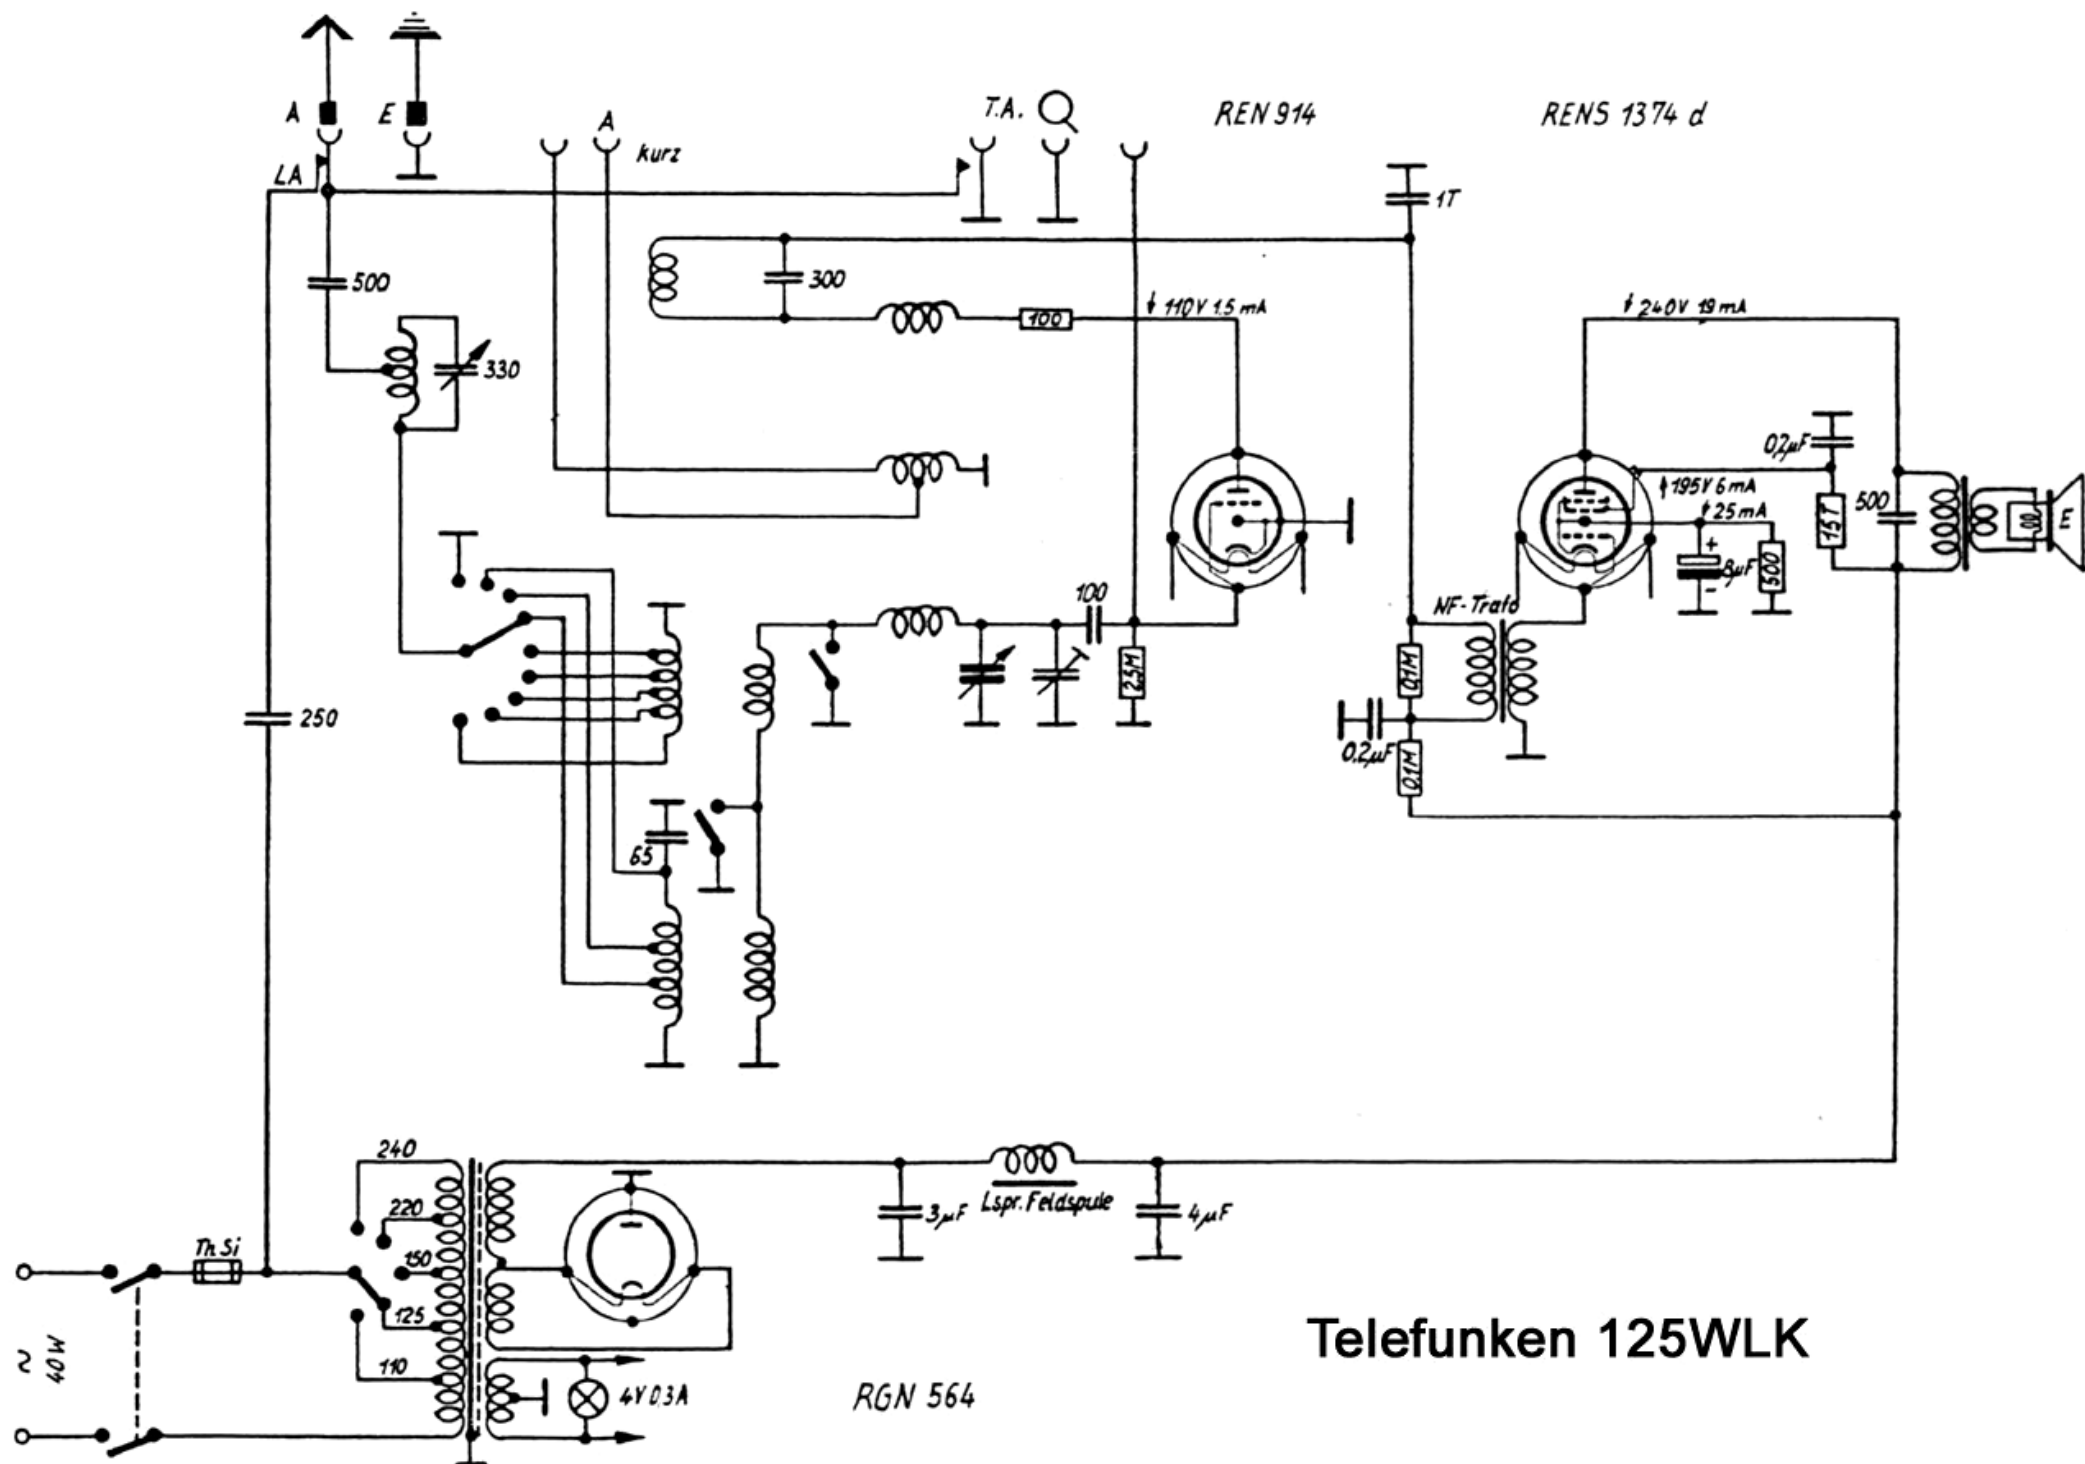 A
E
LA
A
kurz
T.A.
REN 914
RENS 1374 d
1T
500
300
100
110V 1.5 mA
240V 19 mA
330
0,2µF
195V 6 mA
25 mA
15T
500
E
+
8µF
-
500
100
NF-Trafo
2,5M
0,1M
250
0.2µF
0,1M
65
240
220
Th Si
150
125
110
3µF
Lspr. Feldspule
4µF
~
40W
4V 0,3 A
RGN 564
Telefunken 125WLK